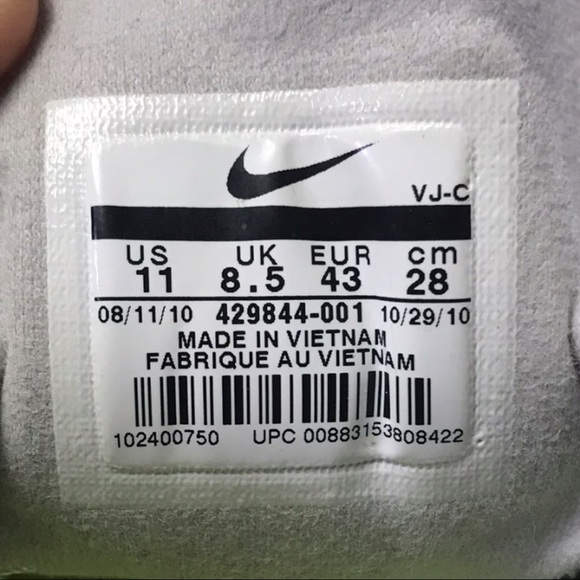 VJ-C
US UK EUR cm
11 8.5 43 28
08/11/10 429844-001 10/29/10
MADE IN VIETNAM
FABRIQUE AU VIETNAM
102400750 UPC 00883153808422